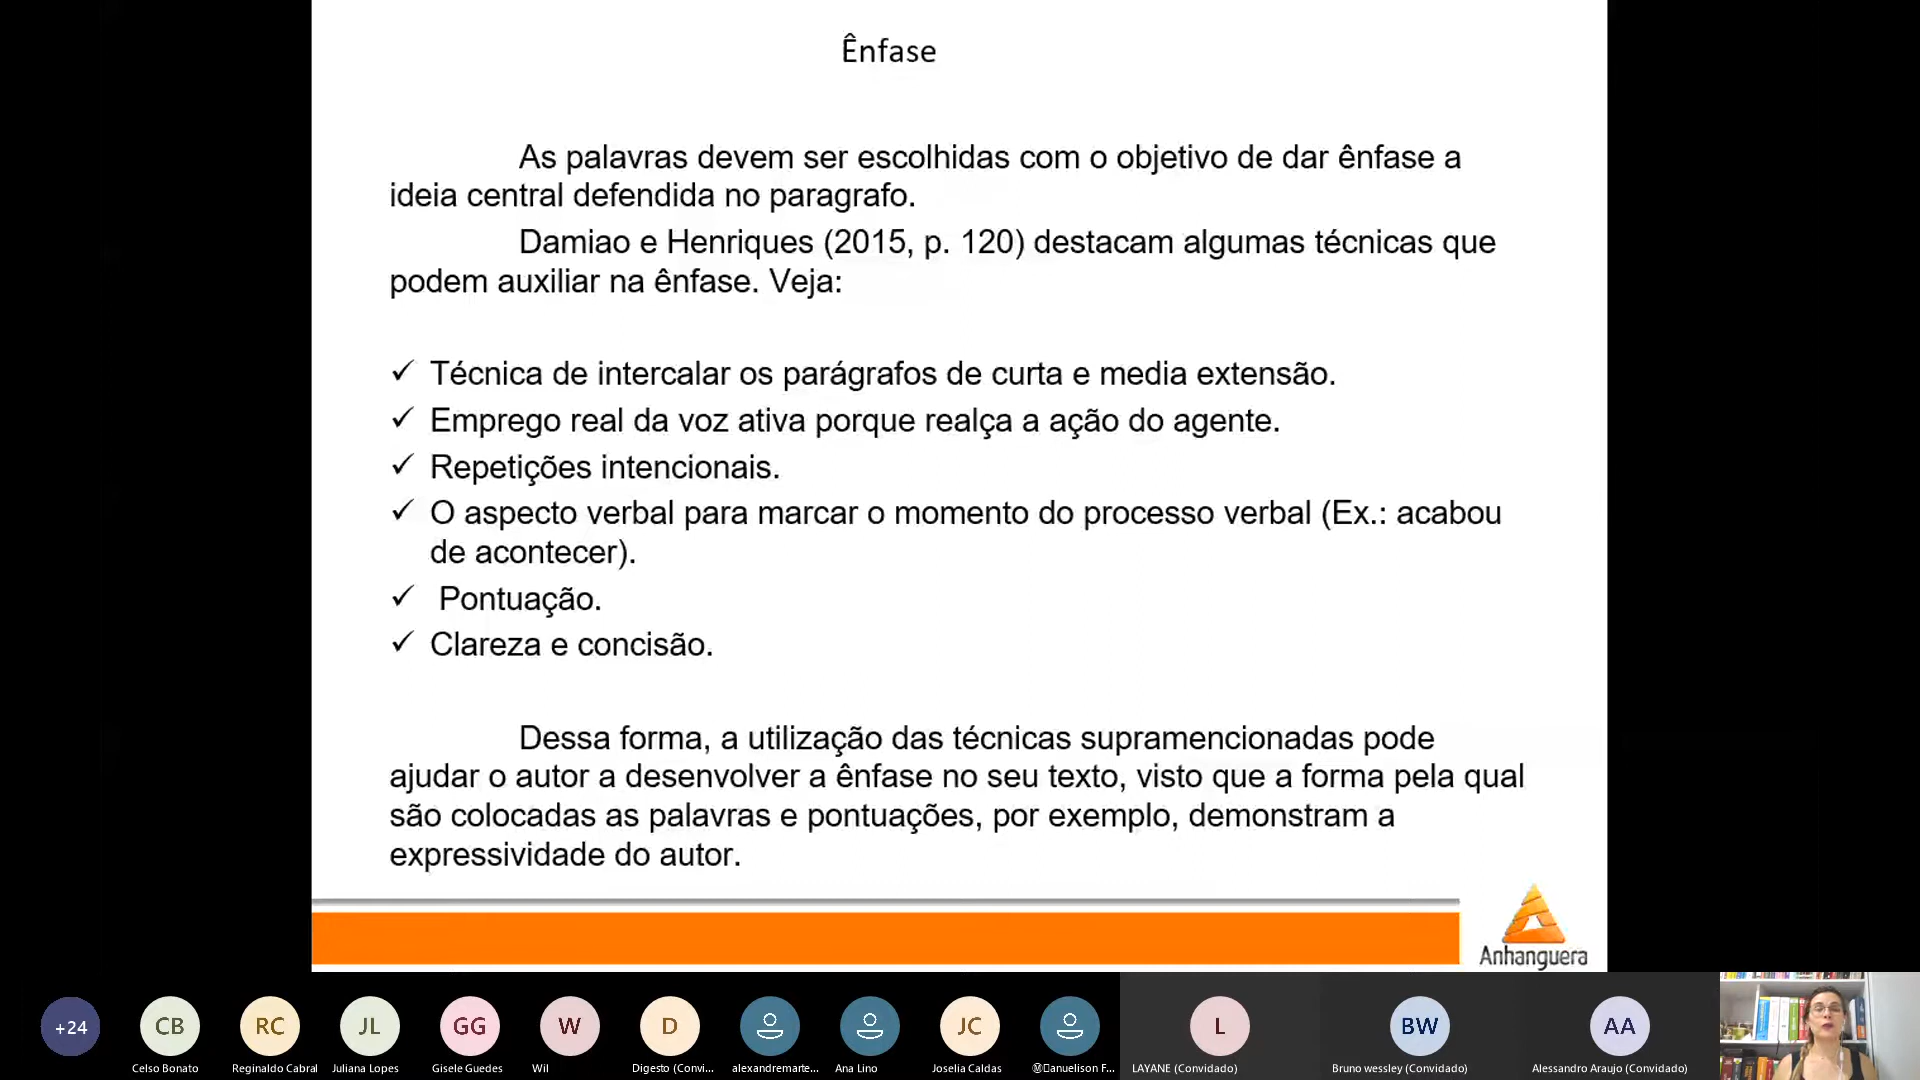 Ênfase
As palavras devem ser escolhidas com o objetivo de dar ênfase a
ideia central defendida no paragrafo.
Damiao e Henriques (2015, p. 120) destacam algumas técnicas que
podem auxiliar na ênfase. Veja:
✓ Técnica de intercalar os parágrafos de curta e media extensão.
✓ Emprego real da voz ativa porque realça a ação do agente.
✓ Repetições intencionais.
✓ O aspecto verbal para marcar o momento do processo verbal (Ex.: acabou
de acontecer).
✓ Pontuação.
✓ Clareza e concisão.
Dessa forma, a utilização das técnicas supramencionadas pode
ajudar o autor a desenvolver a ênfase no seu texto, visto que a forma pela qual
são colocadas as palavras e pontuações, por exemplo, demonstram a
expressividade do autor.
Anhanguera
+24 CB RC JL GG W D JC L BW AA
Celso Bonato Reginaldo Cabral Juliana Lopes Gisele Guedes Wil Digesto (Convi... alexandremarte... Ana Lino Joselia Caldas Ⓜ️anuelison F... LAYANE (Convidado) Bruno wessley (Convidado) Alessandro Araujo (Convidado)